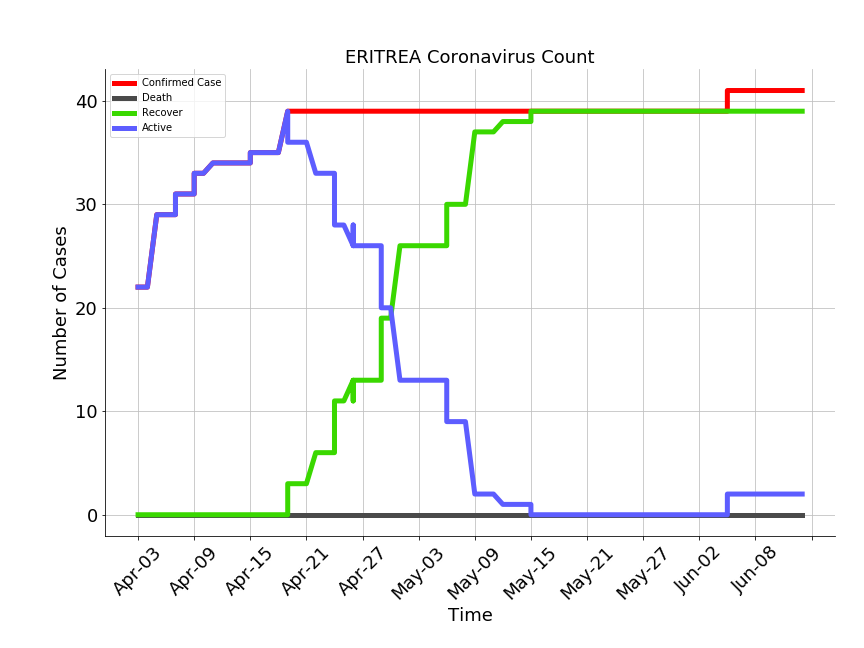 ERITREA Coronavirus Count
Confirmed Case
Death
Recover
Active
Number of Cases
40
30
20
10
0
Apr-03
Apr-09
Apr-15
Apr-21
Apr-27
May-03
May-09
May-15
May-21
May-27
Jun-02
Jun-08
Time